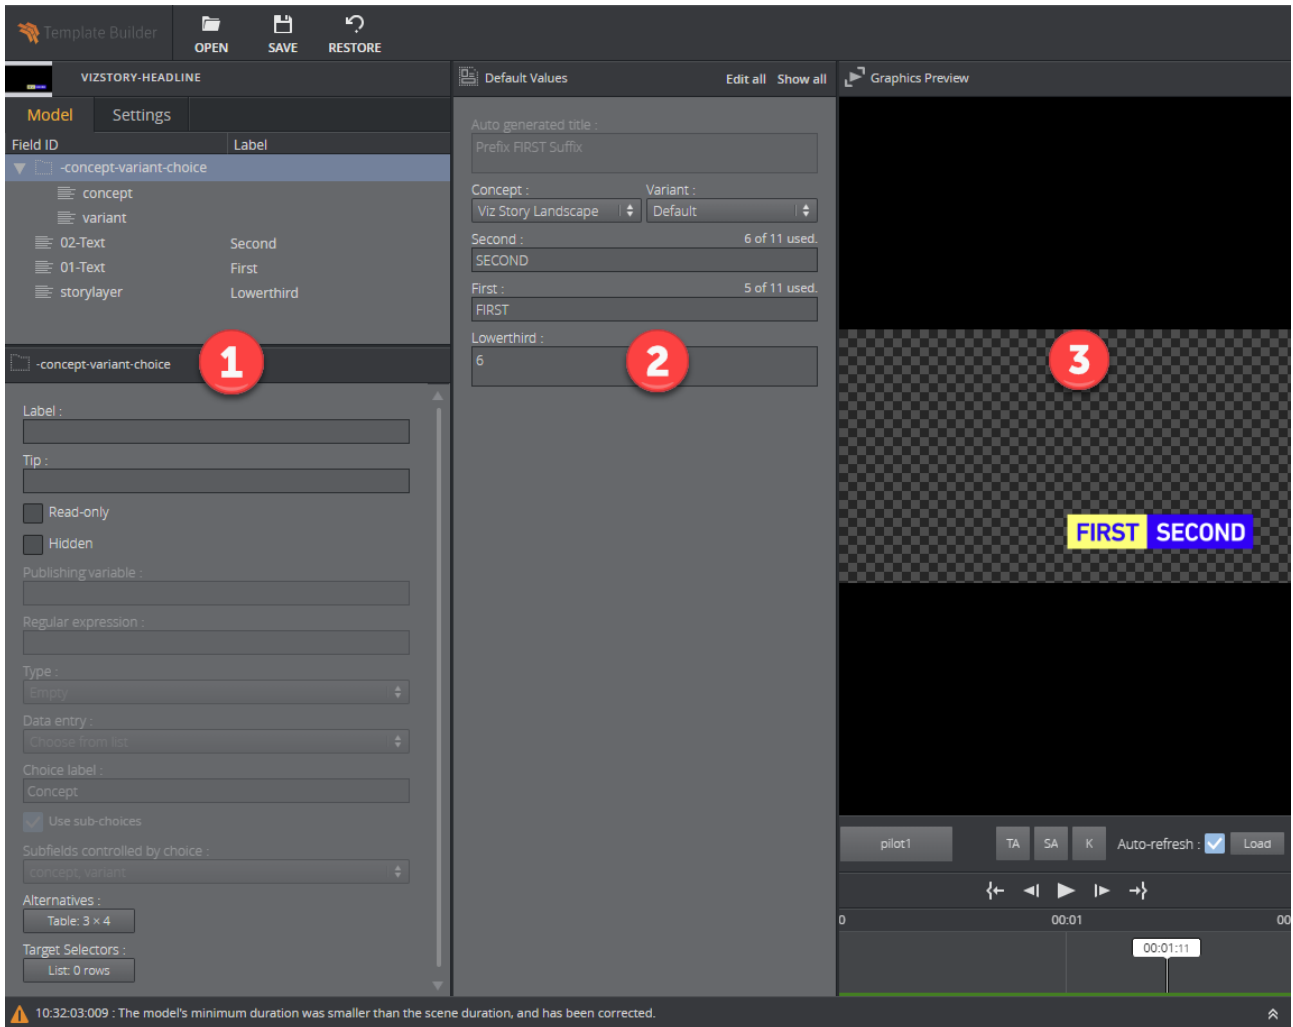 Template Builder
OPEN
SAVE
RESTORE
VIZSTORY-HEADLINE
Model
Settings
Field ID
Label
-concept-variant-choice
concept
variant
02-Text
Second
01-Text
First
storylayer
Lowerthird
-concept-variant-choice
1
Label :
Tip :
Read-only
Hidden
Publishing variable :
Regular expression :
Type :
Empty
Data entry :
Choose from list
Choice label :
Concept
Use sub-choices
Subfields controlled by choice :
concept, variant
Alternatives :
Table: 3 × 4
Target Selectors :
List: 0 rows
Default Values
Edit all
Show all
Auto generated title :
Prefix FIRST Suffix
Concept :
Variant :
Viz Story Landscape
Default
Second :
6 of 11 used.
SECOND
First :
5 of 11 used.
FIRST
Lowerthird :
6
2
Graphics Preview
3
FIRST SECOND
pilot1
TA
SA
K
Auto-refresh :
Load
0
00:01
00
00:01:11
10:32:03:009 : The model's minimum duration was smaller than the scene duration, and has been corrected.